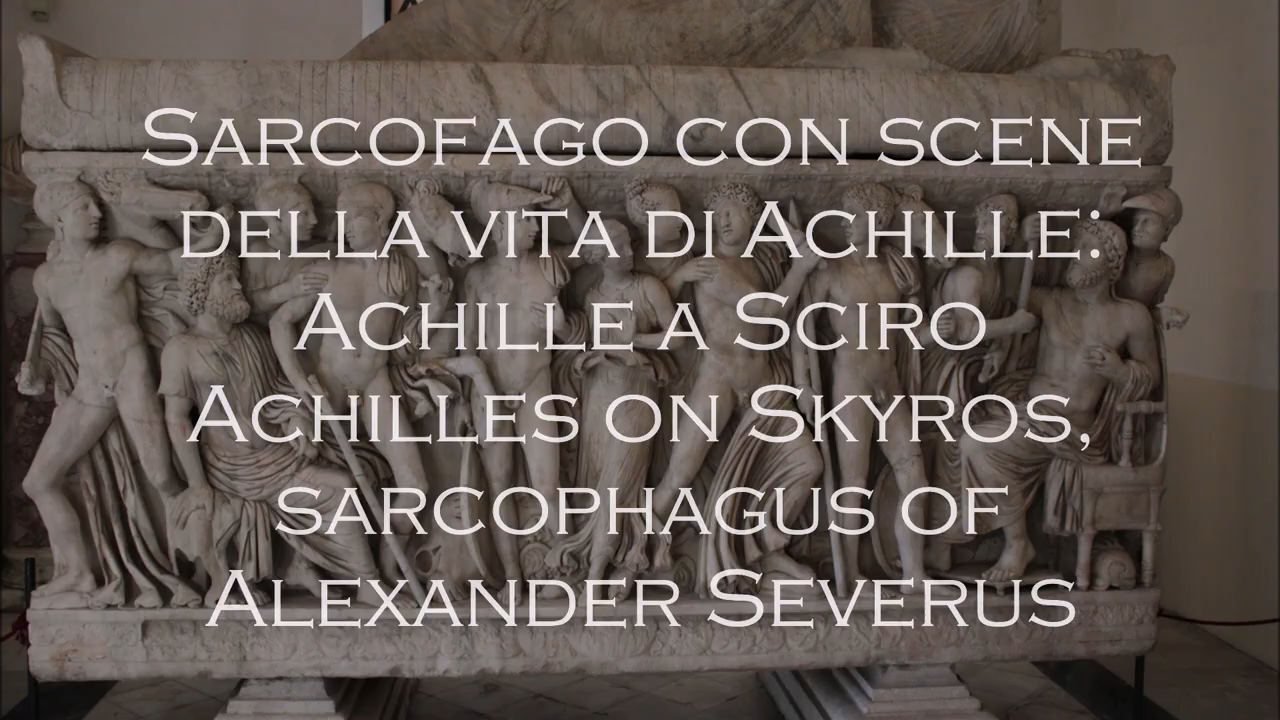 Sarcofago con scene
della vita di Achille:
Achille a Sciro
Achilles on Skyros,
sarcophagus of
Alexander Severus